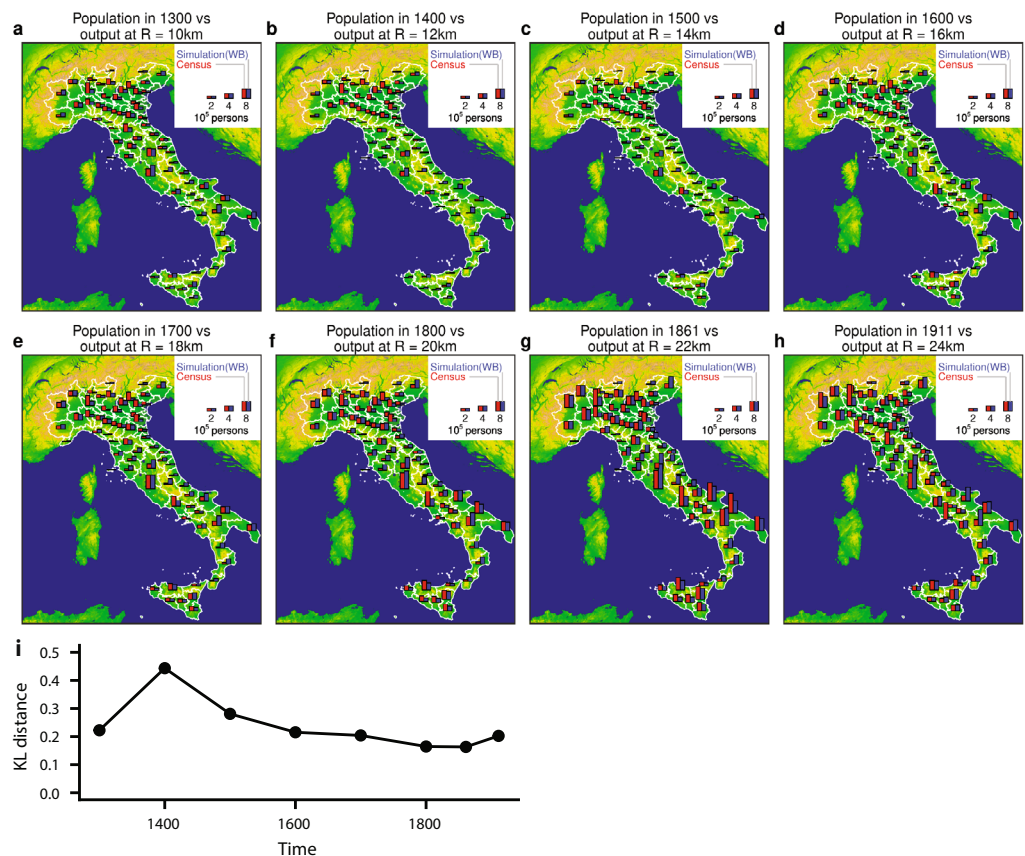 a
Population in 1300 vs
output at R = 10km
Simulation(WB)
Census
2 4 8
10⁵ persons
b
Population in 1400 vs
output at R = 12km
Simulation(WB)
Census
2 4 8
10⁵ persons
c
Population in 1500 vs
output at R = 14km
Simulation(WB)
Census
2 4 8
10⁵ persons
d
Population in 1600 vs
output at R = 16km
Simulation(WB)
Census
2 4 8
10⁵ persons
e
Population in 1700 vs
output at R = 18km
Simulation(WB)
Census
2 4 8
10⁵ persons
f
Population in 1800 vs
output at R = 20km
Simulation(WB)
Census
2 4 8
10⁵ persons
g
Population in 1861 vs
output at R = 22km
Simulation(WB)
Census
2 4 8
10⁵ persons
h
Population in 1911 vs
output at R = 24km
Simulation(WB)
Census
2 4 8
10⁵ persons
i
KL distance
0.5
0.4
0.3
0.2
0.1
0.0
1400 1600 1800
Time